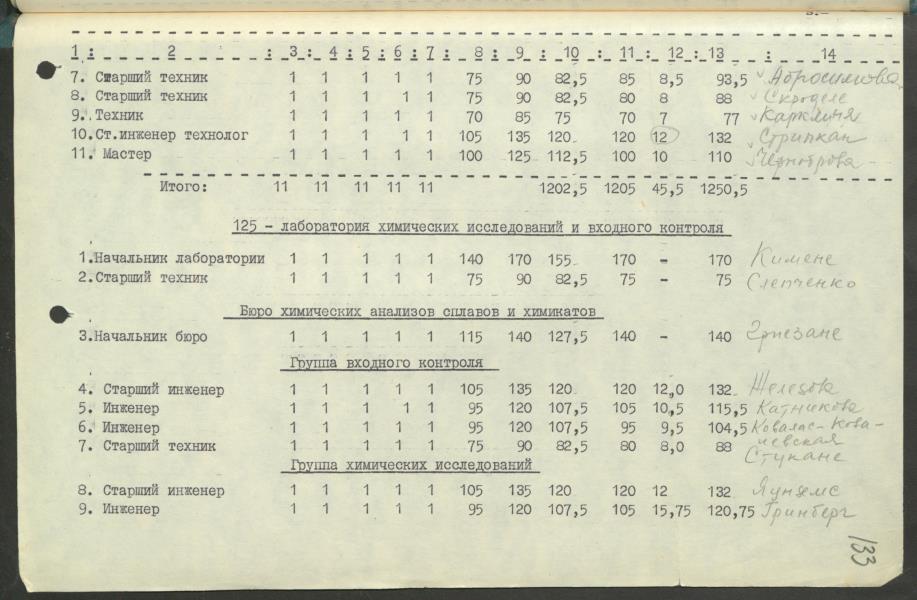 1 : 2 : 3 : 4 : 5 : 6 : 7 : 8 : 9 : 10 : 11 : 12 : 13 : 14
7. Старший техник 1 1 1 1 1 75 90 82,5 85 8,5 93,5 Абросимова
8. Старший техник 1 1 1 1 1 75 90 82,5 80 8 88 Скроделе
9. Техник 1 1 1 1 1 70 85 75 70 7 77 Карклиня
10. Ст.инженер технолог 1 1 1 1 1 105 135 120 120 12 132 Стрипкан
11. Мастер 1 1 1 1 1 100 125 112,5 100 10 110
Итого: 11 11 11 11 11 1202,5 1205 45,5 1250,5
125 - лаборатория химических исследований и входного контроля
1.Начальник лаборатории 1 1 1 1 1 140 170 155 170 - 170 Кимене
2.Старший техник 1 1 1 1 1 75 90 82,5 75 - 75 Слепченко
Бюро химических анализов сплавов и химикатов
3.Начальник бюро 1 1 1 1 1 115 140 127,5 140 - 140 Эрнезане
Группа входного контроля
4. Старший инженер 1 1 1 1 1 105 135 120 120 12,0 132 Железова
5. Инженер 1 1 1 1 1 95 120 107,5 105 10,5 115,5 Катникова
6. Инженер 1 1 1 1 1 95 120 107,5 95 9,5 104,5 Ковалас-Кова-
левская
7. Старший техник 1 1 1 1 1 75 90 82,5 80 8,0 88 Стукане
Группа химических исследований
8. Старший инженер 1 1 1 1 1 105 135 120 120 12 132 Яунземс
9. Инженер 1 1 1 1 1 95 120 107,5 105 15,75 120,75 Гринберг
133